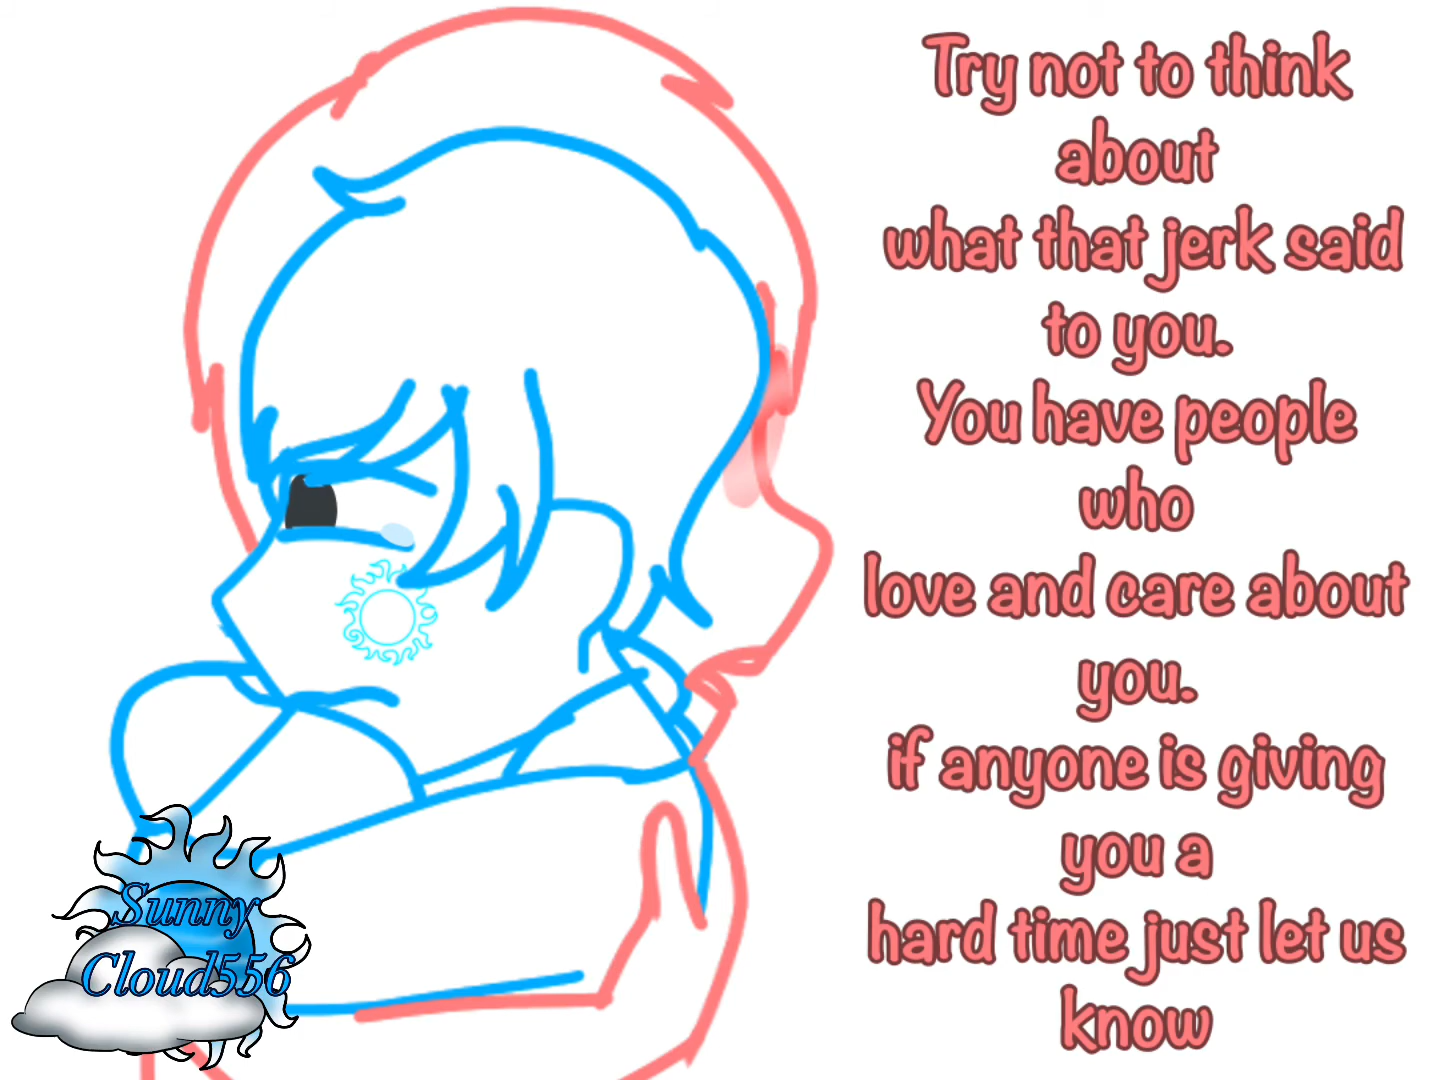 Try not to think
about
what that jerk said
to you.
You have people
who
love and care about
you.
if anyone is giving
you a
hard time just let us
know
Sunny
Cloud556